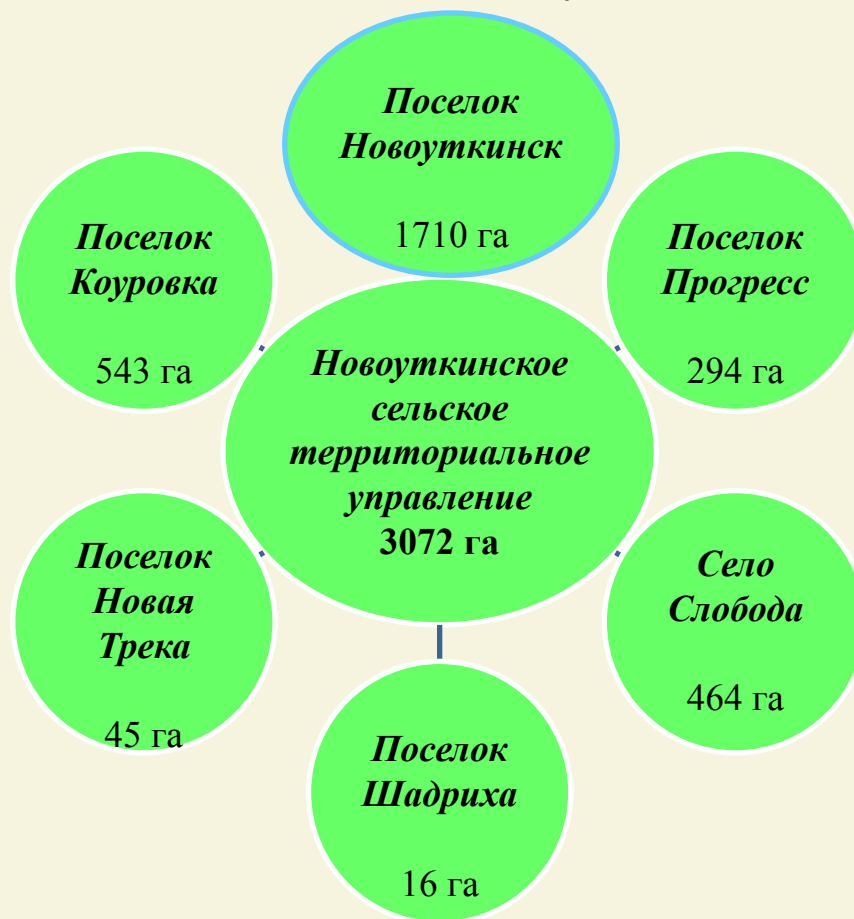 Поселок
Новоуткинск
1710 га
Поселок
Коуровка
543 га
Поселок
Прогресс
294 га
Новоуткинское
сельское
территориальное
управление
3072 га
Поселок
Новая
Трека
45 га
Село
Слобода
464 га
Поселок
Шадриха
16 га